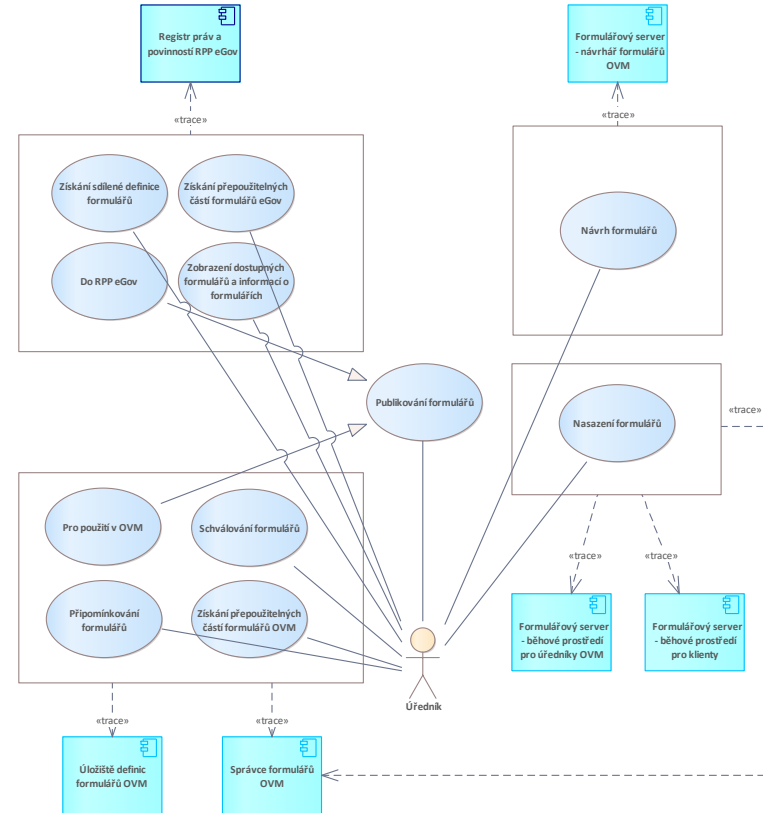 Registr práv a
povinností RPP eGov
Formulářový server
- návrhář formulářů
OVM
«trace»
«trace»
Získání sdílené definice
formulářů
Získání přepoužitelných
částí formulářů eGov
Návrh formulářů
Do RPP eGov
Zobrazení dostupných
formulářů a informací o
formulářích
Publikování formulářů
Nasazení formulářů
«trace»
Pro použití v OVM
Schválování formulářů
«trace»
«trace»
Připomínkování
formulářů
Získání přepoužitelných
částí formulářů OVM
Formulářový server
- běhové prostředí
pro úředníky OVM
Formulářový server
- běhové prostředí
pro klienty
Úředník
«trace»
«trace»
Úložiště definic
formulářů OVM
Správce formulářů
OVM